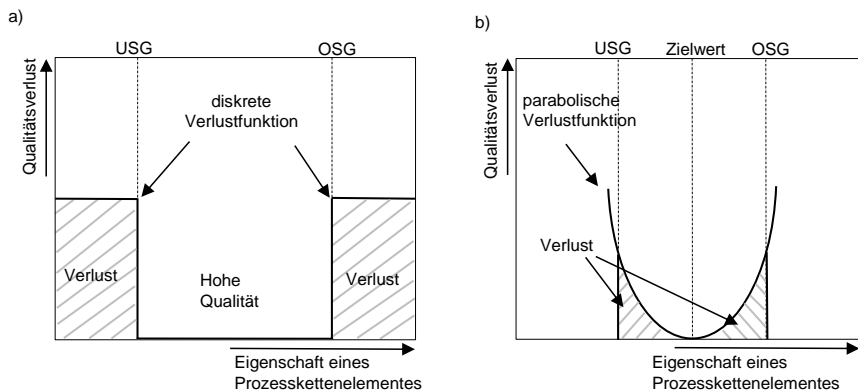 a)
USG
OSG
Qualitätsverlust
diskrete
Verlustfunktion
Verlust
Hohe
Qualität
Verlust
Eigenschaft eines
Prozesskettenelementes
b)
USG
Zielwert
OSG
Qualitätsverlust
parabolische
Verlustfunktion
Verlust
Eigenschaft eines
Prozesskettenelementes